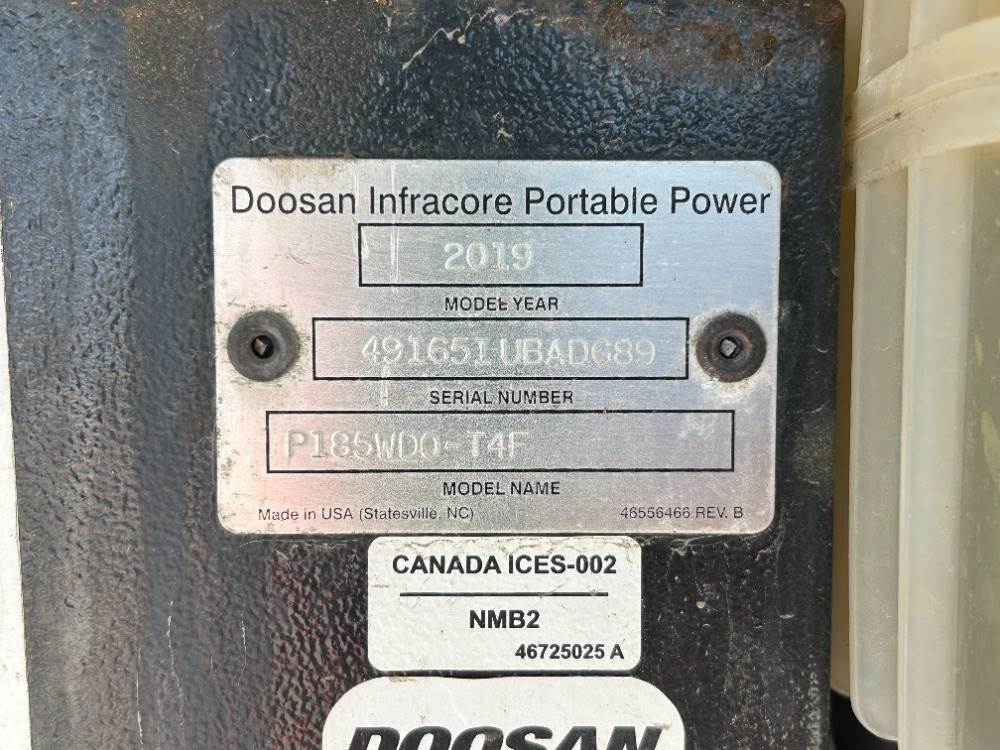 Doosan Infracore Portable Power
2019
MODEL YEAR
491651UBADG89
SERIAL NUMBER
P185WDO-T4F
MODEL NAME
Made in USA (Statesville, NC)
46556466 REV. B
CANADA ICES-002
NMB2
46725025 A
DOOSAN